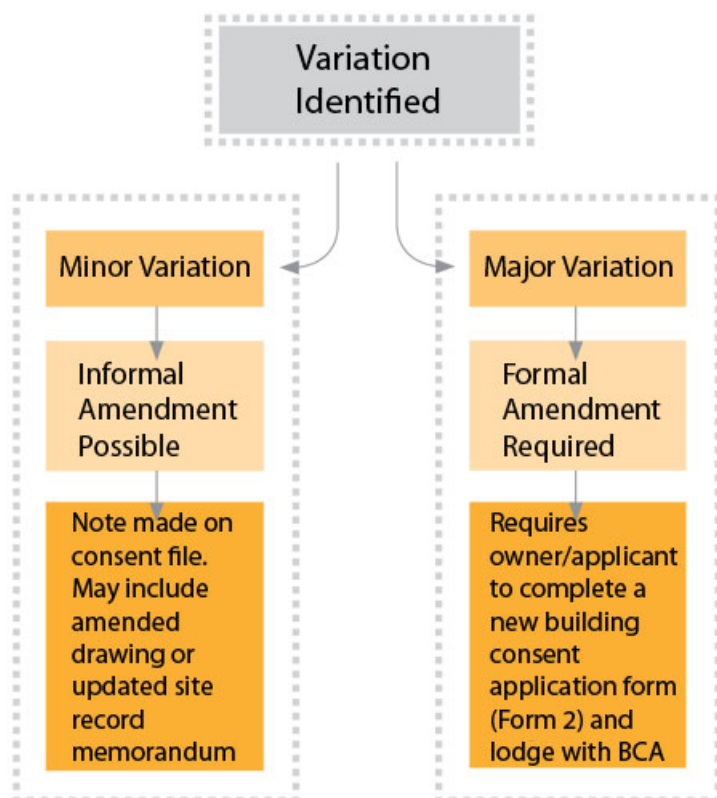 Variation
Identified
Minor Variation
Informal
Amendment
Possible
Note made on
consent file.
May include
amended
drawing or
updated site
record
memorandum
Major Variation
Formal
Amendment
Required
Requires
owner/applicant
to complete a
new building
consent
application form
(Form 2) and
lodge with BCA